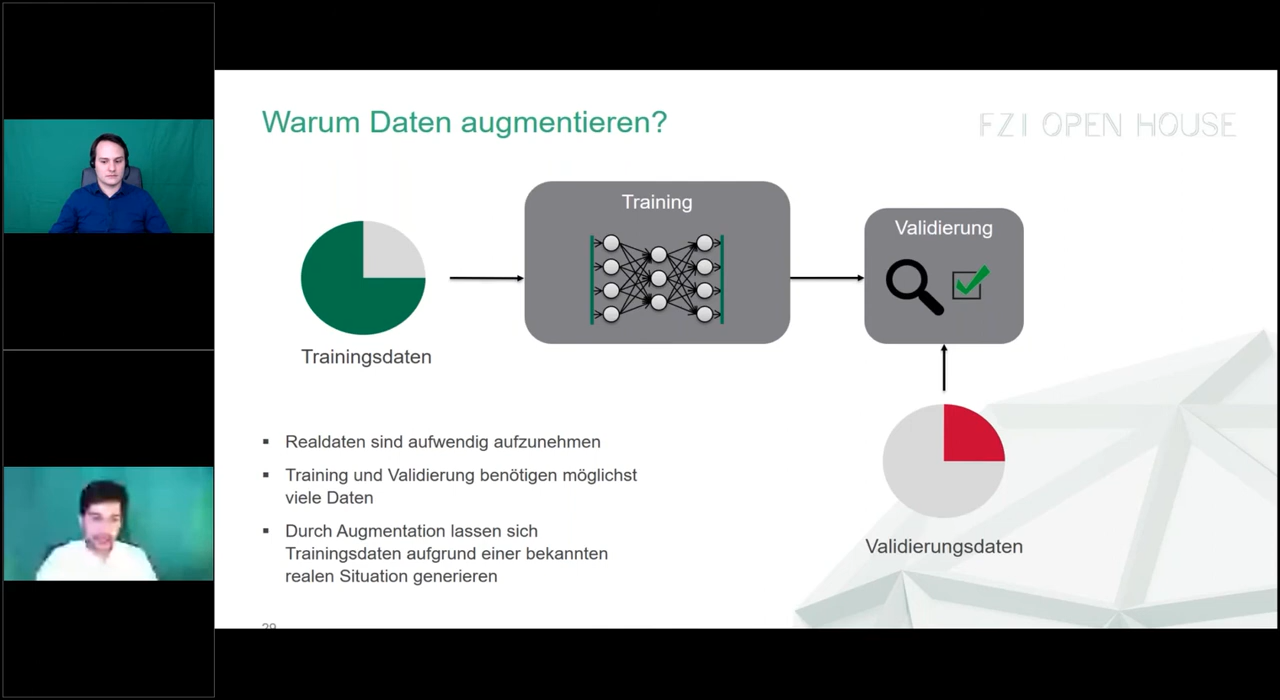 Warum Daten augmentieren?
FZI OPEN HOUSE
Training
Validierung
Trainingsdaten
Realdaten sind aufwendig aufzunehmen
Training und Validierung benötigen möglichst
viele Daten
Durch Augmentation lassen sich
Trainingsdaten aufgrund einer bekannten
realen Situation generieren
Validierungsdaten